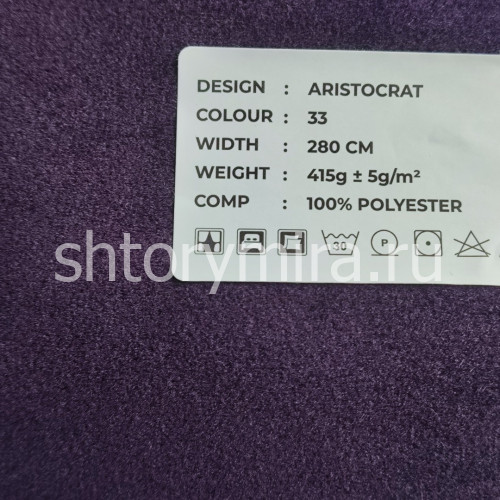 DESIGN : ARISTOCRAT
COLOUR : 33
WIDTH : 280 CM
WEIGHT : 415g ± 5g/m²
COMP : 100% POLYESTER
30 P
shtorymira.ru